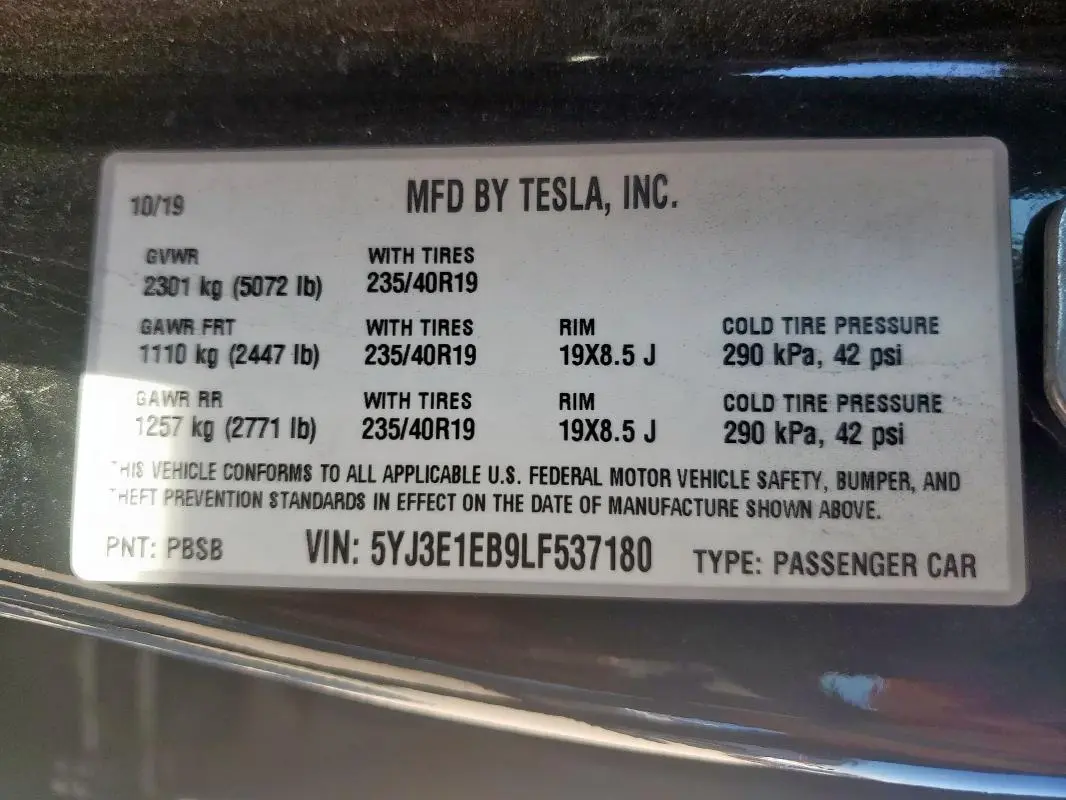 MFD BY TESLA, INC.
10/19
GVWR WITH TIRES
2301 kg (5072 lb) 235/40R19
GAWR FRT WITH TIRES RIM COLD TIRE PRESSURE
1110 kg (2447 lb) 235/40R19 19X8.5 J 290 kPa, 42 psi
GAWR RR WITH TIRES RIM COLD TIRE PRESSURE
1257 kg (2771 lb) 235/40R19 19X8.5 J 290 kPa, 42 psi
THIS VEHICLE CONFORMS TO ALL APPLICABLE U.S. FEDERAL MOTOR VEHICLE SAFETY, BUMPER, AND
THEFT PREVENTION STANDARDS IN EFFECT ON THE DATE OF MANUFACTURE SHOWN ABOVE.
PNT: PBSB VIN: 5YJ3E1EB9LF537180 TYPE: PASSENGER CAR